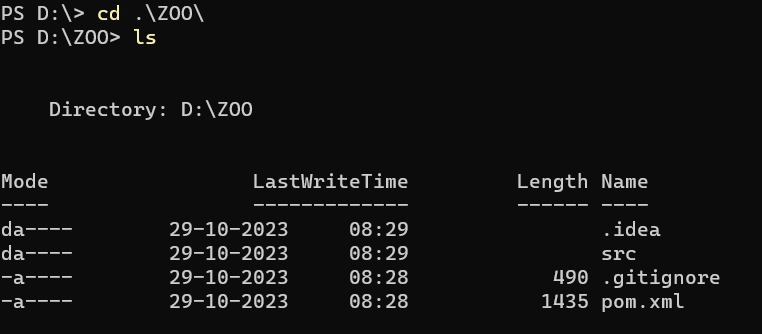 PS D:\> cd .\ZOO\
PS D:\ZOO> ls
Directory: D:\ZOO
Mode                 LastWriteTime         Length Name
----                 -------------         ------ ----
da----        29-10-2023     08:29                .idea
da----        29-10-2023     08:29                src
-a----        29-10-2023     08:28            490 .gitignore
-a----        29-10-2023     08:28           1435 pom.xml